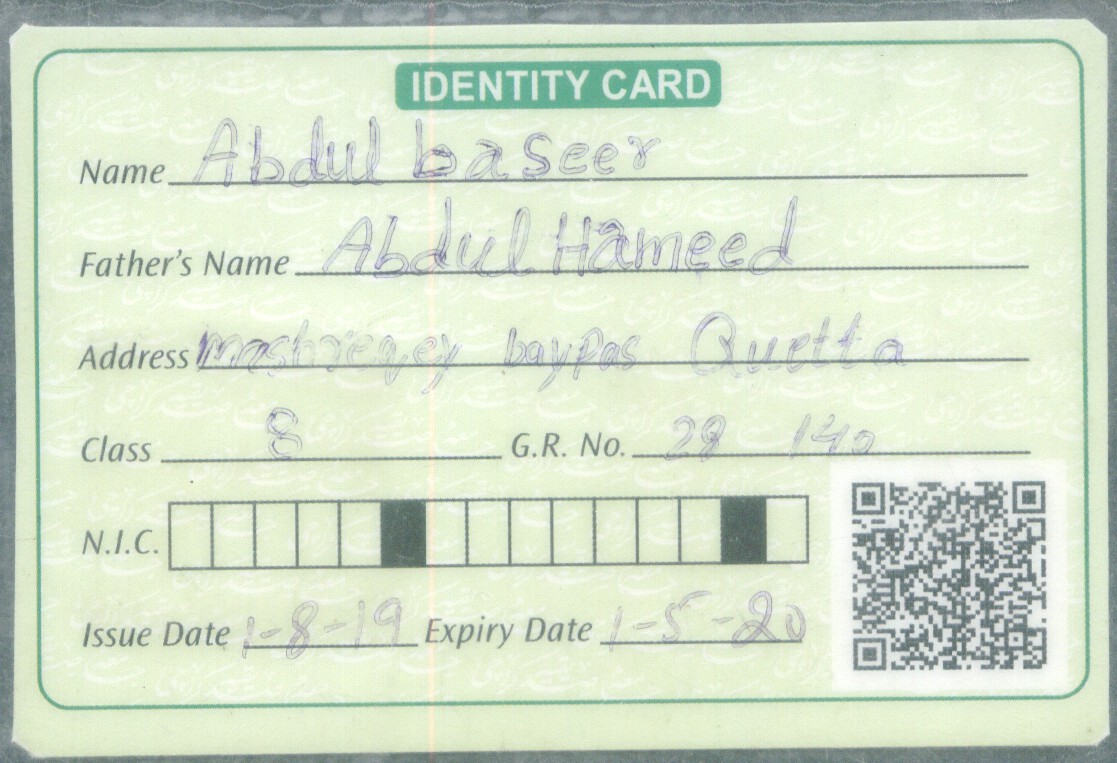 IDENTITY CARD
Name Abdul baseer
Father's Name Abdul Hameed
Address mashreqey baypas Quetta
Class 8 G.R. No. 28 140
N.I.C.
Issue Date 1-8-19 Expiry Date 1-5-20